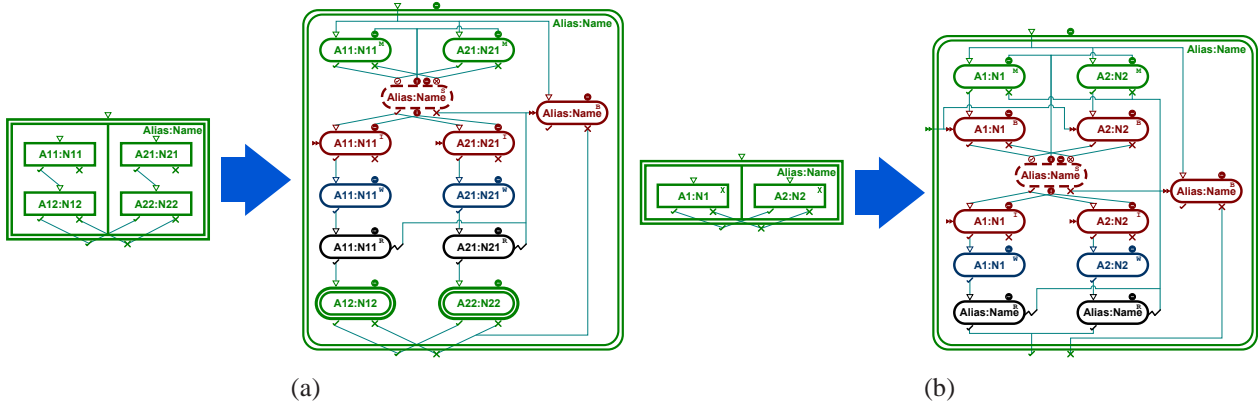 Alias:Name
A11:N11 A21:N21
A12:N12 A22:N22
Alias:Name
A11:N11 M A21:N21 M
Alias:Name S
Alias:Name B
A11:N11 I A21:N21 I
A11:N11 W A21:N21 W
A11:N11 R A21:N21 R
A12:N12 A22:N22
(a)
Alias:Name
A1:N1 X A2:N2 X
Alias:Name
A1:N1 M A2:N2 M
A1:N1 B A2:N2 B
Alias:Name S
Alias:Name B
A1:N1 I A2:N2 I
A1:N1 W A2:N2 W
Alias:Name R Alias:Name R
(b)